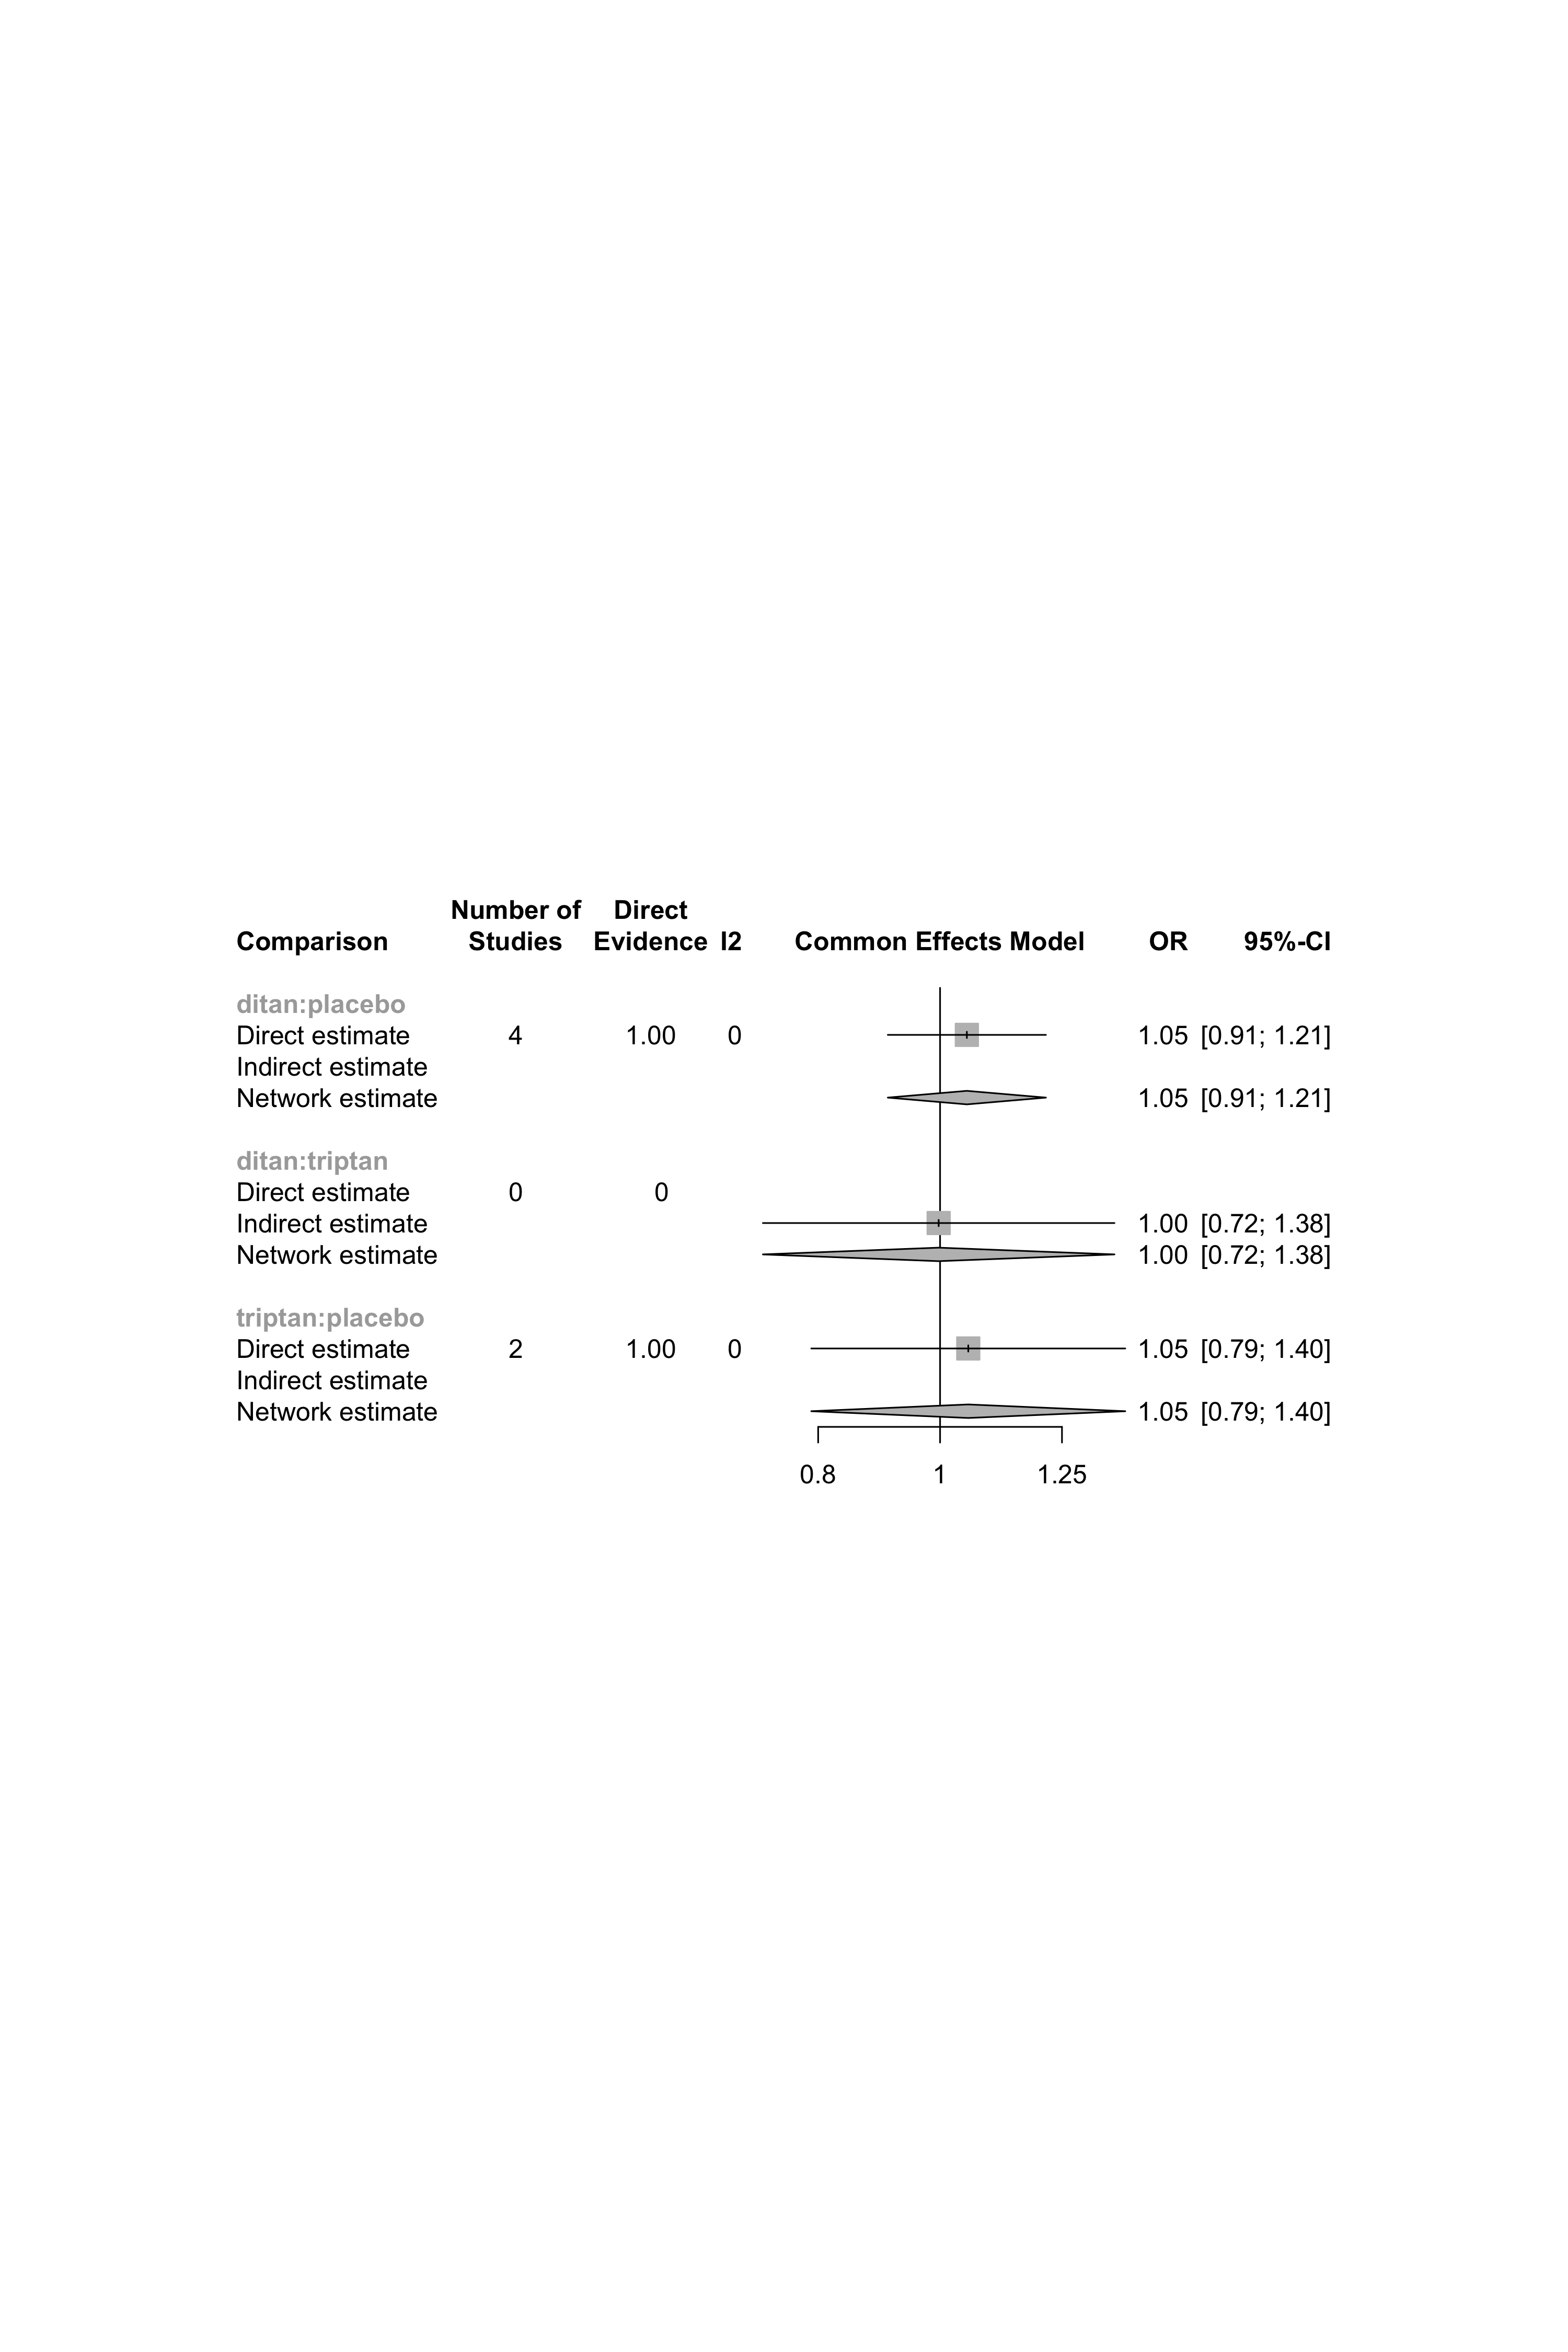 Number of Direct
Comparison Studies Evidence I2 Common Effects Model OR 95%-CI
ditan:placebo
Direct estimate 4 1.00 0 1.05 [0.91; 1.21]
Indirect estimate
Network estimate 1.05 [0.91; 1.21]
ditan:triptan
Direct estimate 0 0
Indirect estimate 1.00 [0.72; 1.38]
Network estimate 1.00 [0.72; 1.38]
triptan:placebo
Direct estimate 2 1.00 0 1.05 [0.79; 1.40]
Indirect estimate
Network estimate 1.05 [0.79; 1.40]
0.8 1 1.25